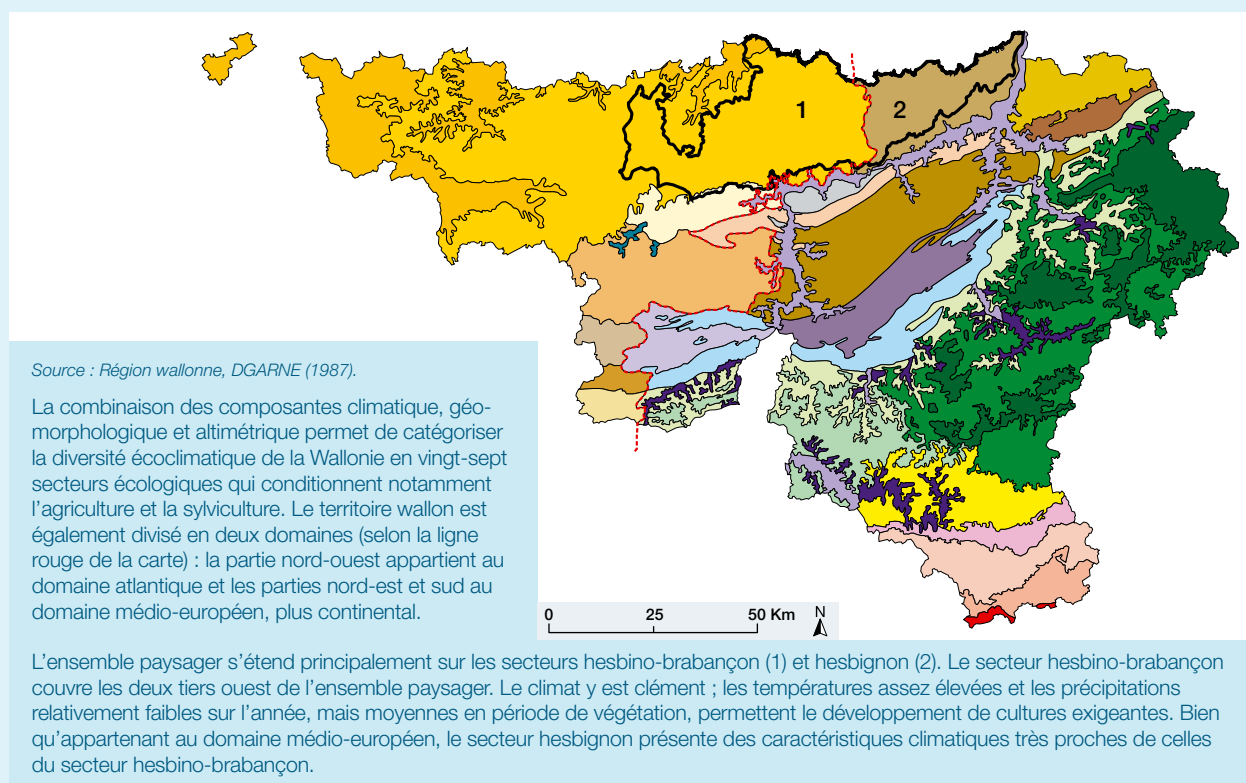 1
2
Source : Région wallonne, DGARNE (1987).
La combinaison des composantes climatique, géo-
morphologique et altimétrique permet de catégoriser
la diversité écoclimatique de la Wallonie en vingt-sept
secteurs écologiques qui conditionnent notamment
l’agriculture et la sylviculture. Le territoire wallon est
également divisé en deux domaines (selon la ligne
rouge de la carte) : la partie nord-ouest appartient au
domaine atlantique et les parties nord-est et sud au
domaine médio-européen, plus continental.
0 25 50 Km N
L’ensemble paysager s’étend principalement sur les secteurs hesbino-brabançon (1) et hesbignon (2). Le secteur hesbino-brabançon
couvre les deux tiers ouest de l’ensemble paysager. Le climat y est clément ; les températures assez élevées et les précipitations
relativement faibles sur l’année, mais moyennes en période de végétation, permettent le développement de cultures exigeantes. Bien
qu’appartenant au domaine médio-européen, le secteur hesbignon présente des caractéristiques climatiques très proches de celles
du secteur hesbino-brabançon.